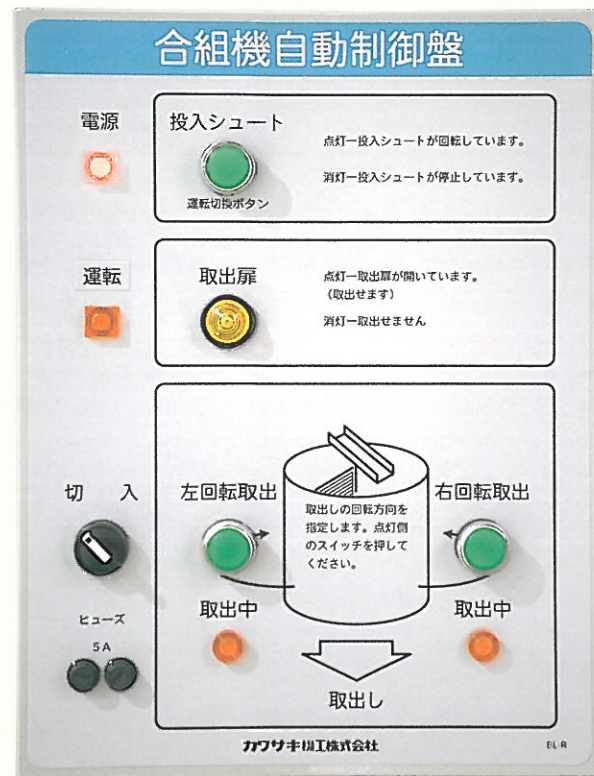 合組機自動制御盤
電源
投入シュート
点灯ー投入シュートが回転しています。
消灯ー投入シュートが停止しています。
運転切換ボタン
運転
取出扉
点灯ー取出扉が開いています。
（取出せます）
消灯ー取出せません
切 入
左回転取出
右回転取出
取出しの回転方向を
指定します。点灯側
のスイッチを押して
ください。
取出中
取出中
ヒューズ
5A
取出し
カワサキ機工株式会社
BL-R